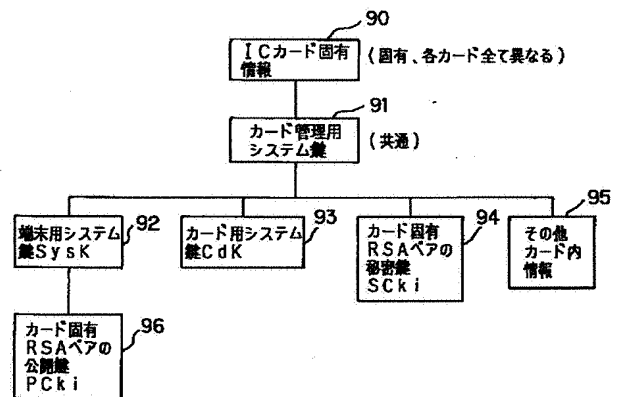 90
ICカード固有
情報
(固有、各カード全て異なる)
91
カード管理用
システム鍵
(共通)
92
端末用システム
鍵SysK
93
カード用システム
鍵CdK
94
カード固有
RSAペアの
秘密鍵
SCki
95
その他
カード内
情報
96
カード固有
RSAペアの
公開鍵
PCki